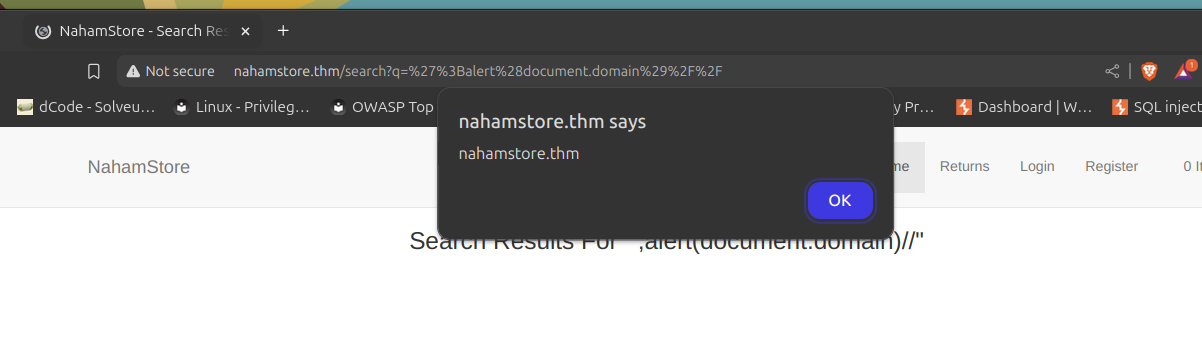 NahamStore - Search Res
Not secure nahamstore.thm/search?q=%27%3Balert%28document.domain%29%2F%2F
1
dCode - Solveu… Linux - Privileg… OWASP Top y Pr… Dashboard | W… SQL inject
nahamstore.thm says
nahamstore.thm
OK
NahamStore me Returns Login Register 0 It
Search Results For ';alert(document.domain)//"